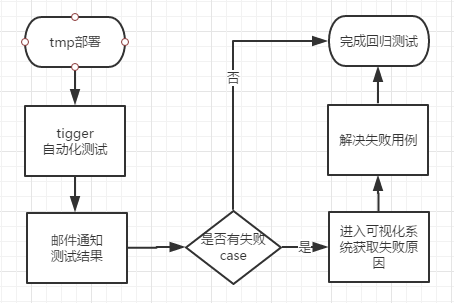 tmp部署
tigger
自动化测试
邮件通知
测试结果
是否有失败
case
否
是
完成回归测试
解决失败用例
进入可视化系
统获取失败原
因